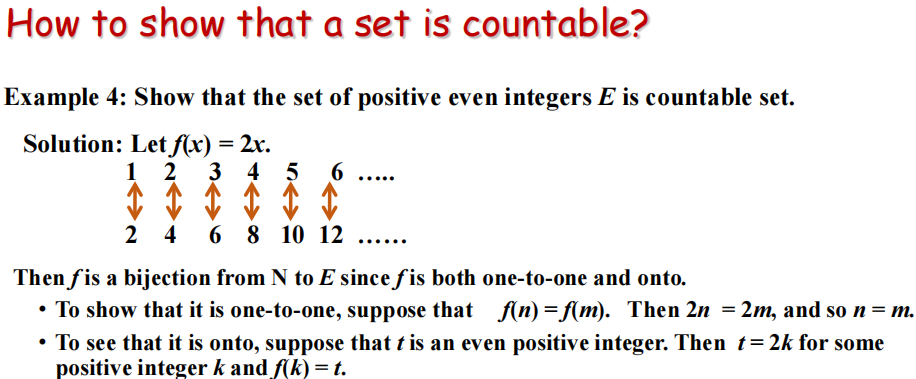 How to show that a set is countable?
Example 4: Show that the set of positive even integers E is countable set.
Solution: Let f(x) = 2x.
1 2 3 4 5 6 .....
2 4 6 8 10 12 ......
Then f is a bijection from N to E since f is both one-to-one and onto.
• To show that it is one-to-one, suppose that f(n) = f(m). Then 2n = 2m, and so n = m.
• To see that it is onto, suppose that t is an even positive integer. Then t = 2k for some
positive integer k and f(k) = t.